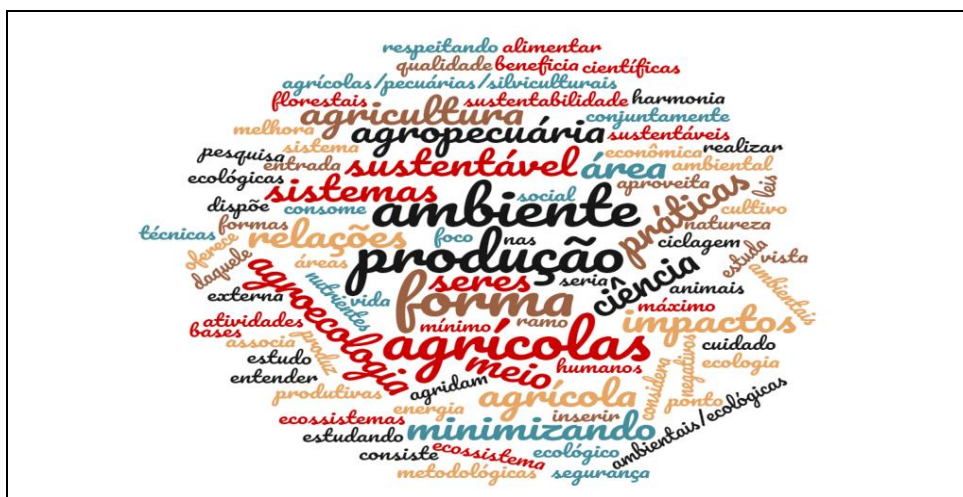 respeitando alimentar
qualidade beneficia científicas
agrícolas/pecuárias/silviculturais
florestais sustentabilidade harmonia
agricultura conjuntamente
melhora agropecuária sustentáveis
sistema econômica realizar
pesquisa entrada sustentável área ambiental
ecológicas sistemas aproveita leis
dispõe consome social práticas cultivo
formas ambiente natureza
técnicas relações foco nas ciclagem
oferece estuda vista
daquele áreas produção ciência
agroecologia seres seria animais ambientais
externa nutrientes vida forma máximo
atividades mínimo ramo impactos
bases associa agrícolas cuidado
estudo produz meio humanos considera negativos ecologia
entender agridam
produtivas energia agrícola ponto
ecossistemas inserir ambientais/ecológicas
estudando minimizando
consiste ecossistema ecológico
metodológicas segurança